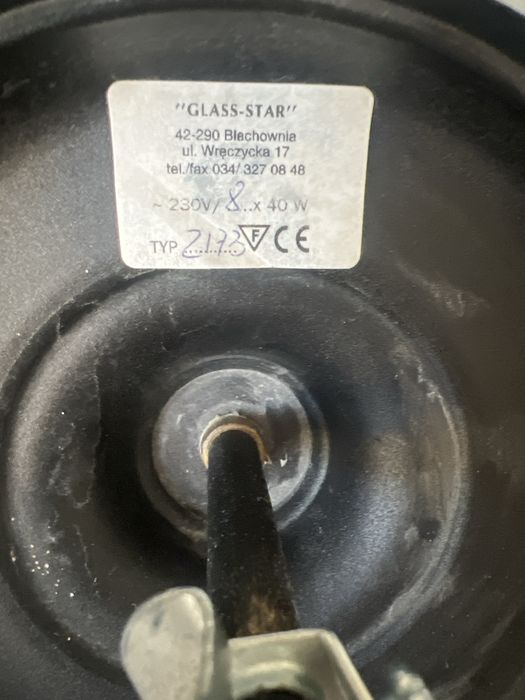 "GLASS-STAR"
42-290 Blachownia
ul. Wręczycka 17
tel./fax 034/ 327 08 48
~ 230V/ 8..x 40 W
TYP 2173 F CE